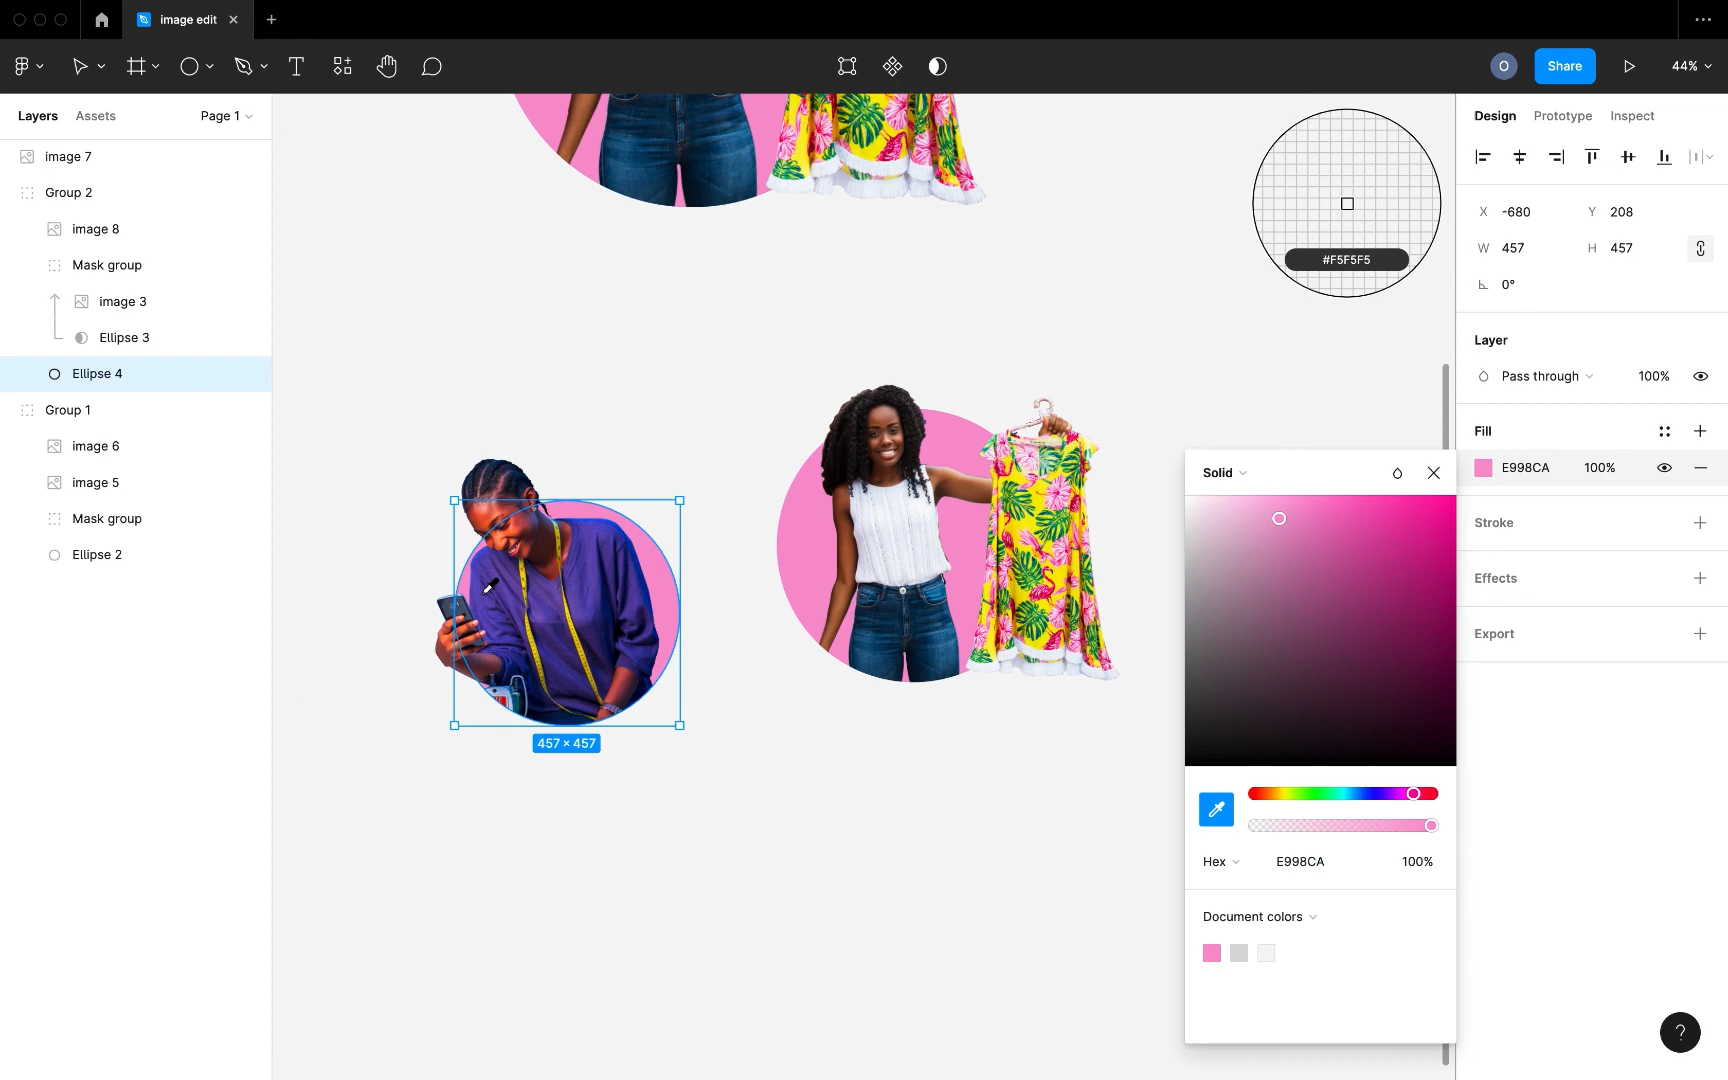 image edit
O
Share
44%
Layers
Assets
Page 1
Design
Prototype
Inspect
image 7
Group 2
image 8
Mask group
image 3
Ellipse 3
Ellipse 4
Group 1
image 6
image 5
Mask group
Ellipse 2
#F5F5F5
457 × 457
X -680
Y 208
W 457
H 457
0°
Layer
Pass through
100%
Fill
E998CA
100%
Stroke
Effects
Export
Solid
Hex
E998CA
100%
Document colors
?